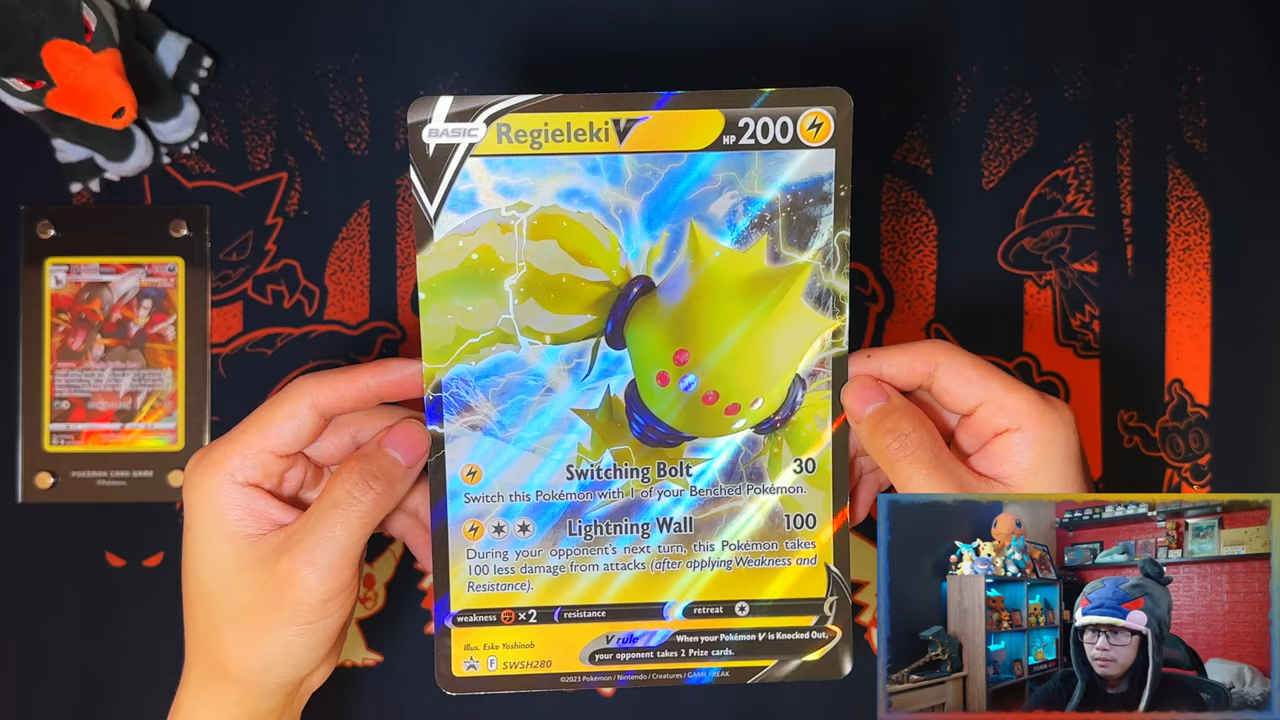 BASIC
Regieleki V
HP 200
Switching Bolt 30
Switch this Pokémon with 1 of your Benched Pokémon.
Lightning Wall 100
During your opponent's next turn, this Pokémon takes
100 less damage from attacks (after applying Weakness and
Resistance).
weakness ×2 resistance retreat
Illus. Eske Yoshinob
V rule When your Pokémon V is Knocked Out,
your opponent takes 2 Prize cards.
F SWSH280
©2023 Pokémon / Nintendo / Creatures / GAME FREAK
POKÉMON CARD GAME
©Pokémon.